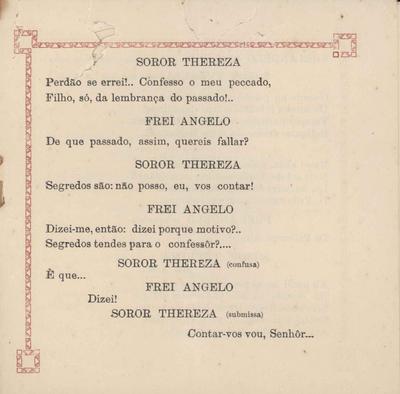 SOROR THEREZA
Perdão se errei!.. Confesso o meu peccado,
Filho, só, da lembrança do passado!..
FREI ANGELO
De que passado, assim, quereis fallar?
SOROR THEREZA
Segredos são: não posso, eu, vos contar!
FREI ANGELO
Dizei-me, então: dizei porque motivo?..
Segredos tendes para o confessôr?....
SOROR THEREZA (confusa)
Ê que...
FREI ANGELO
Dizei!
SOROR THEREZA (submissa)
Contar-vos vou, Senhôr...